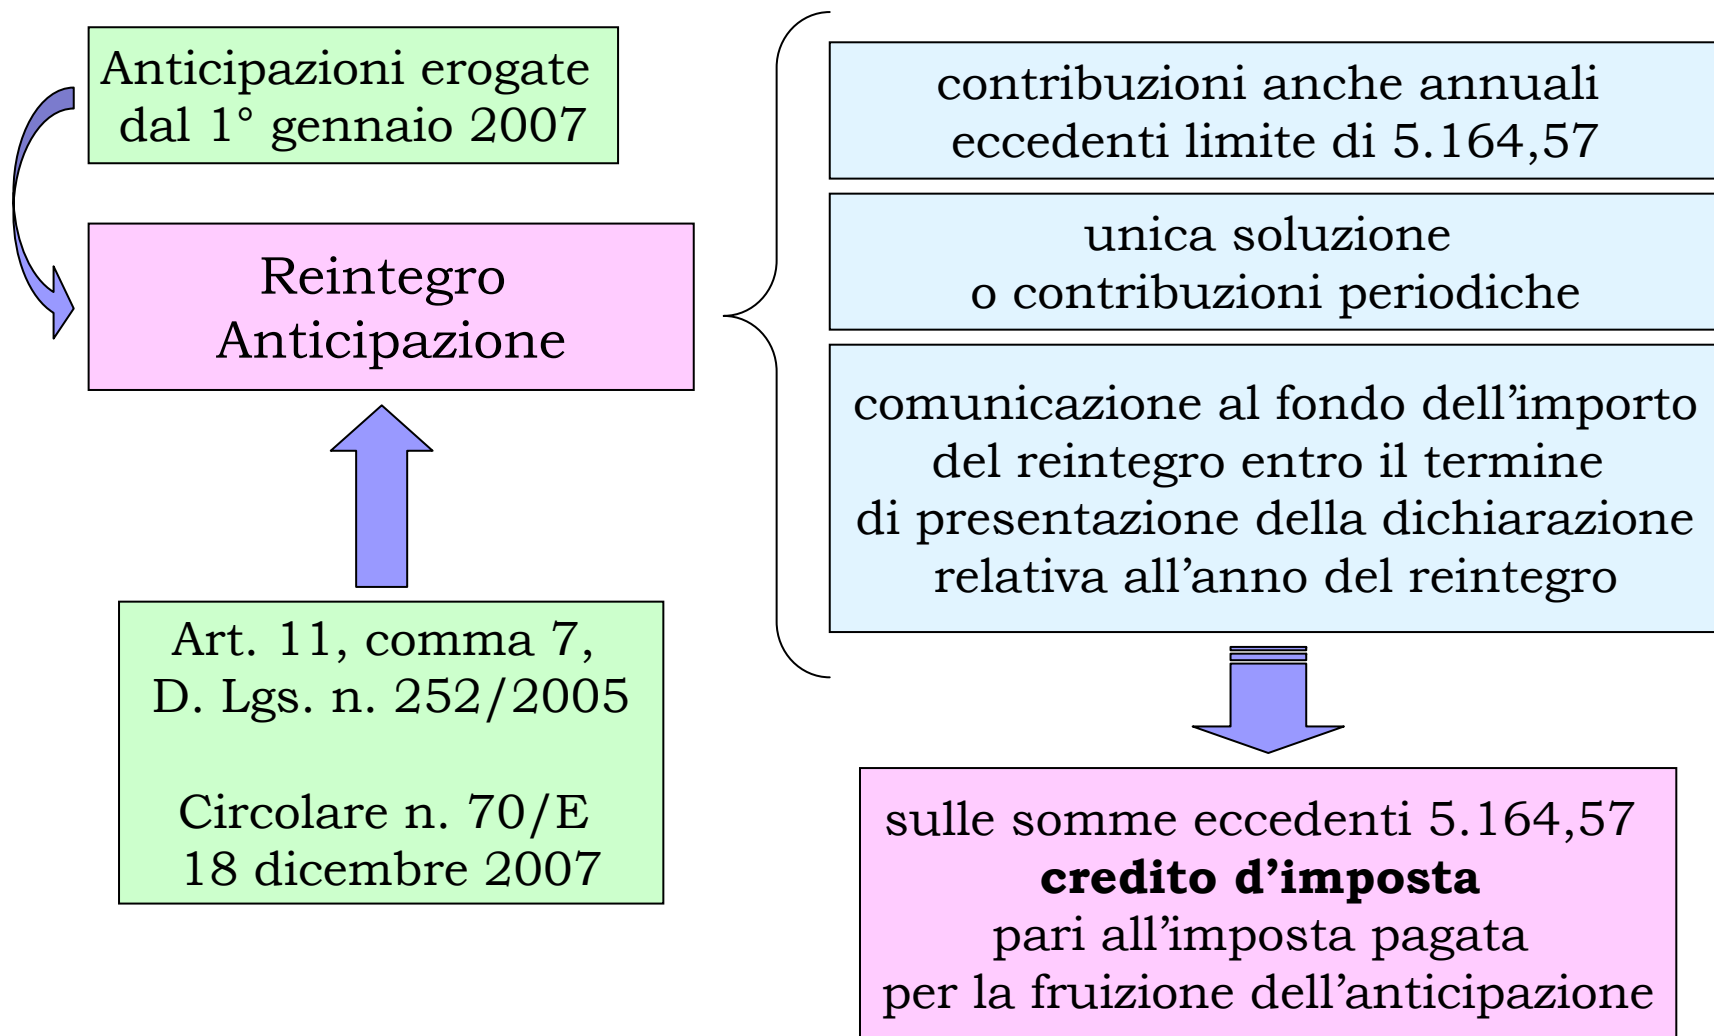 Anticipazioni erogate
dal 1° gennaio 2007
Reintegro
Anticipazione
Art. 11, comma 7,
D. Lgs. n. 252/2005
Circolare n. 70/E
18 dicembre 2007
contribuzioni anche annuali
eccedenti limite di 5.164,57
unica soluzione
o contribuzioni periodiche
comunicazione al fondo dell’importo
del reintegro entro il termine
di presentazione della dichiarazione
relativa all’anno del reintegro
sulle somme eccedenti 5.164,57
credito d’imposta
pari all’imposta pagata
per la fruizione dell’anticipazione